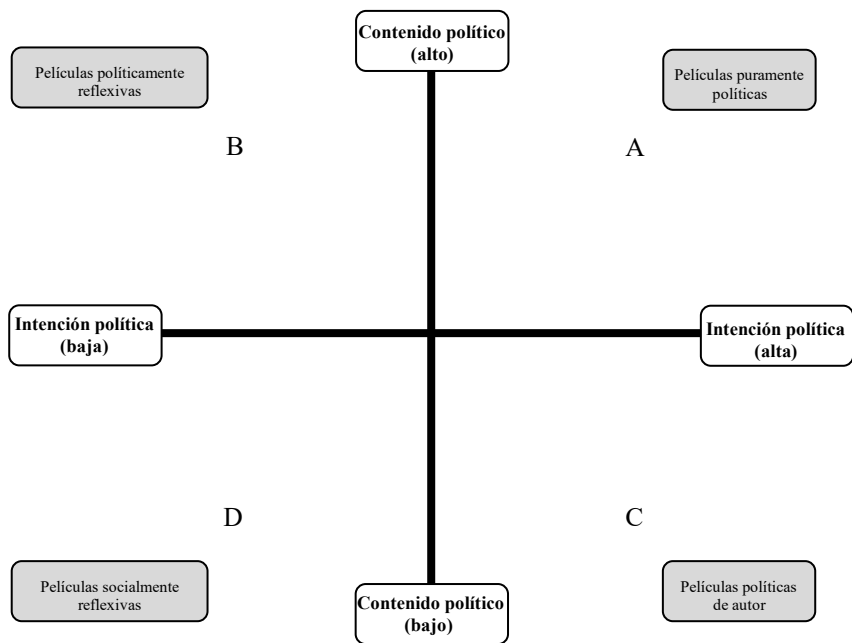 Contenido político
(alto)
Películas políticamente
reflexivas
Películas puramente
políticas
B
A
Intención política
(baja)
Intención política
(alta)
D
C
Películas socialmente
reflexivas
Contenido político
(bajo)
Películas políticas
de autor